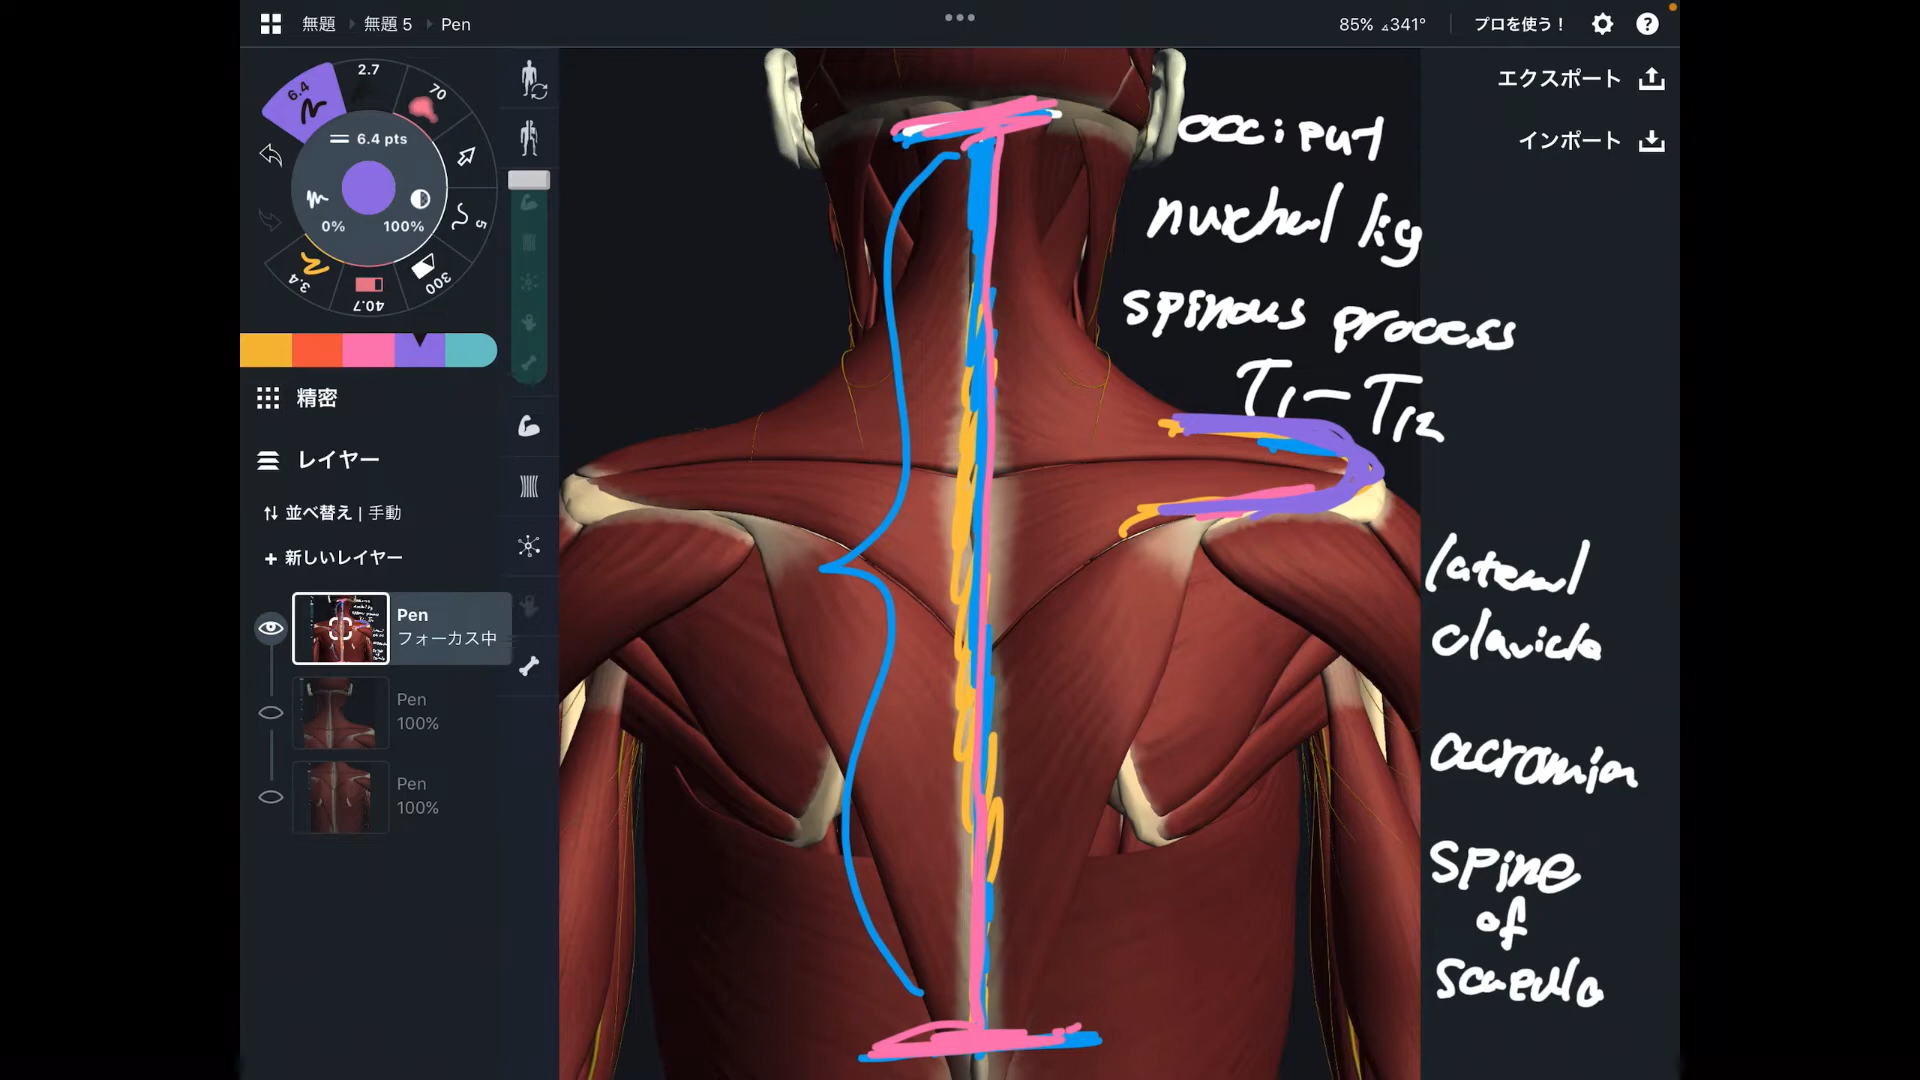 無題 無題 5 Pen
85% ⦨341° プロを使う！
エクスポート
インポート
2.7
6.4
70
6.4 pts
0% 100%
5
3.4
40.7
300
精密
レイヤー
並べ替え | 手動
+ 新しいレイヤー
Pen
フォーカス中
Pen
100%
Pen
100%
occiput
nuchal lig
spinous process
T1-T12
lateral
clavicle
acromion
spine
of
scapula